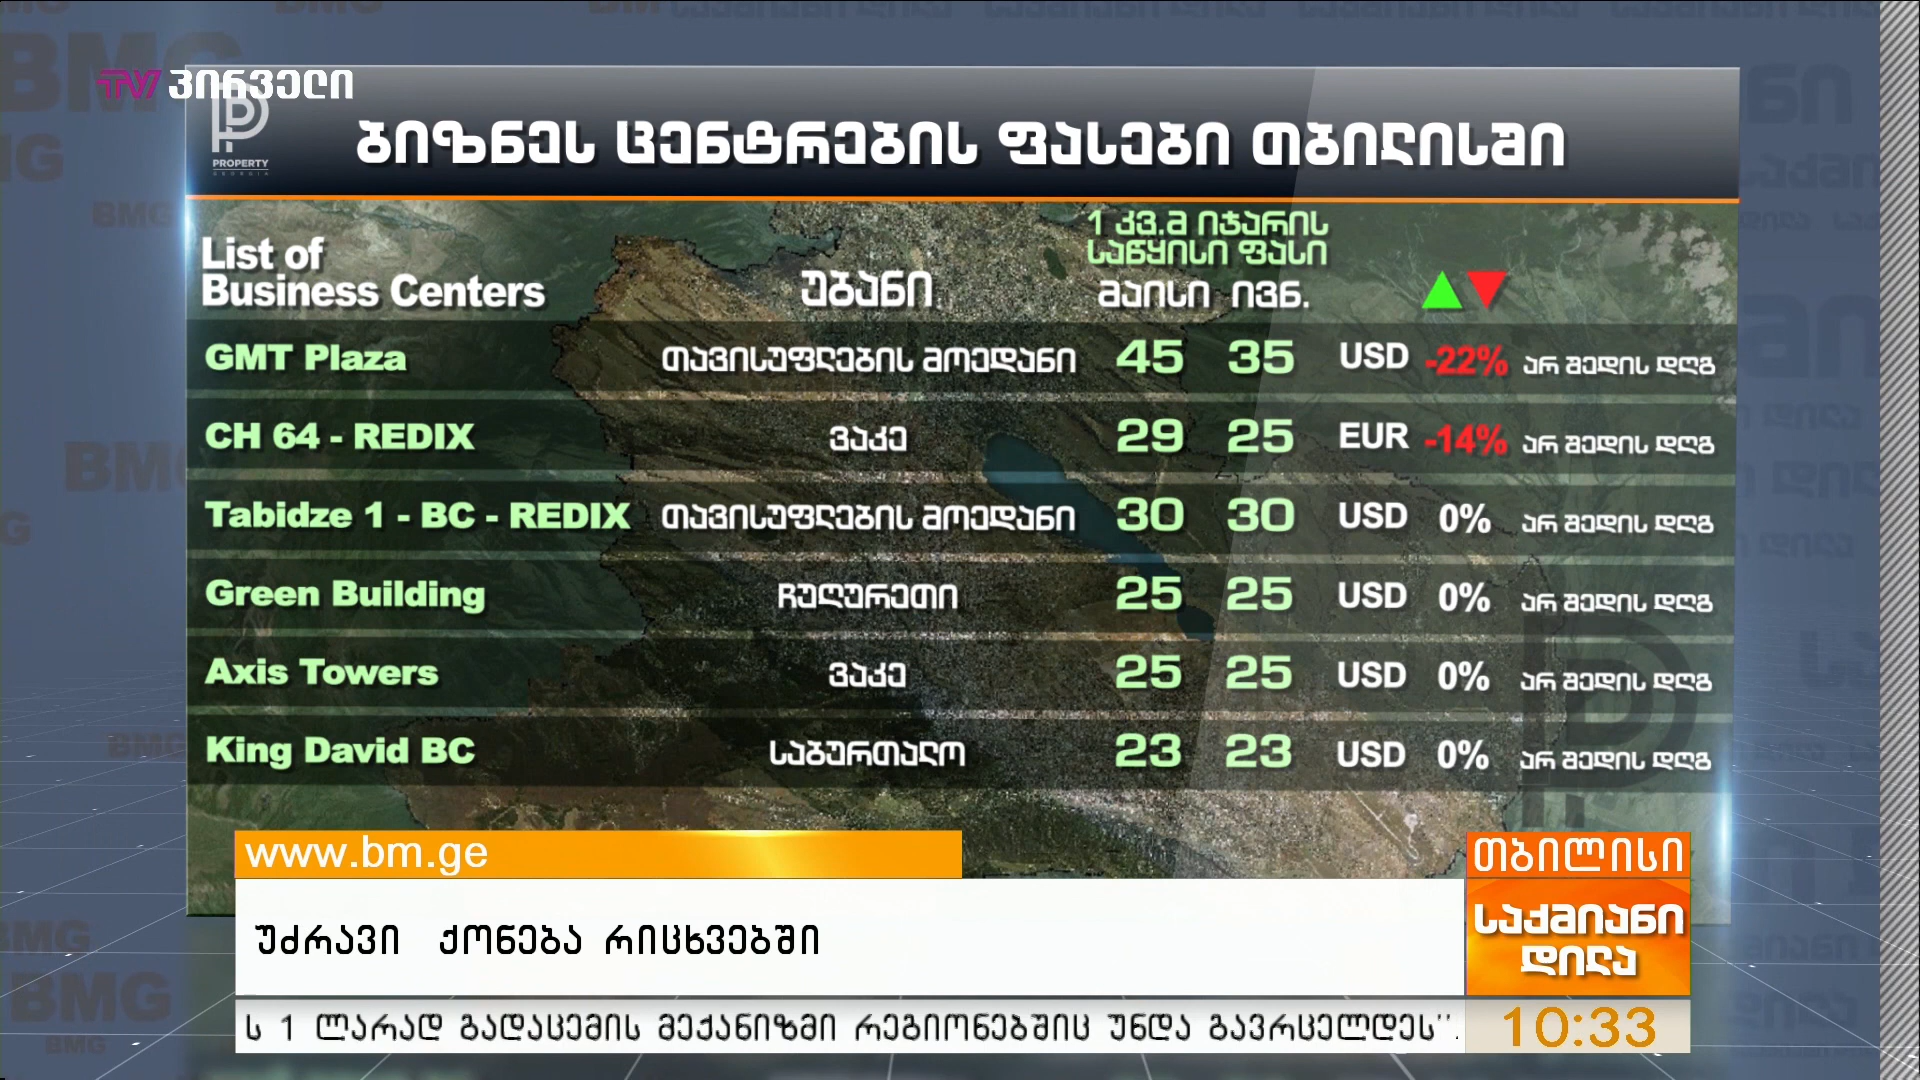 TV პირველი
PROPERTY
GEORGIA
ბიზნეს ცენტრების ფასები თბილისში
List of
Business Centers
უბანი
1 კვ.მ იჯარის
საწყისი ფასი
მაისი ივნ.
GMT Plaza თავისუფლების მოედანი 45 35 USD -22% არ შედის დღგ
CH 64 - REDIX ვაკე 29 25 EUR -14% არ შედის დღგ
Tabidze 1 - BC - REDIX თავისუფლების მოედანი 30 30 USD 0% არ შედის დღგ
Green Building ჩუღურეთი 25 25 USD 0% არ შედის დღგ
Axis Towers ვაკე 25 25 USD 0% არ შედის დღგ
King David BC საბურთალო 23 23 USD 0% არ შედის დღგ
www.bm.ge
თბილისი
უძრავი ქონება რიცხვებში
საქმიანი
დილა
ს 1 ლარად გადაცემის მექანიზმი რეგიონებშიც უნდა გავრცელდეს".
10:33